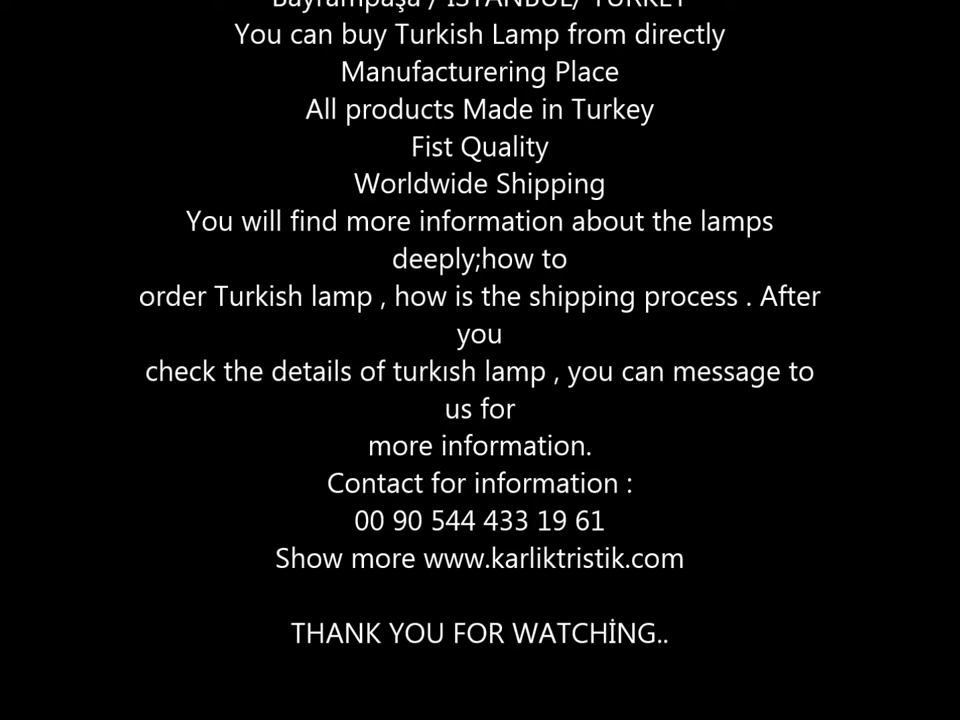 Bayrampaşa / İSTANBUL/ TURKEY
You can buy Turkish Lamp from directly
Manufacturering Place
All products Made in Turkey
Fist Quality
Worldwide Shipping
You will find more information about the lamps
deeply;how to
order Turkish lamp , how is the shipping process . After
you
check the details of turkısh lamp , you can message to
us for
more information.
Contact for information :
00 90 544 433 19 61
Show more www.karliktristik.com
THANK YOU FOR WATCHİNG..